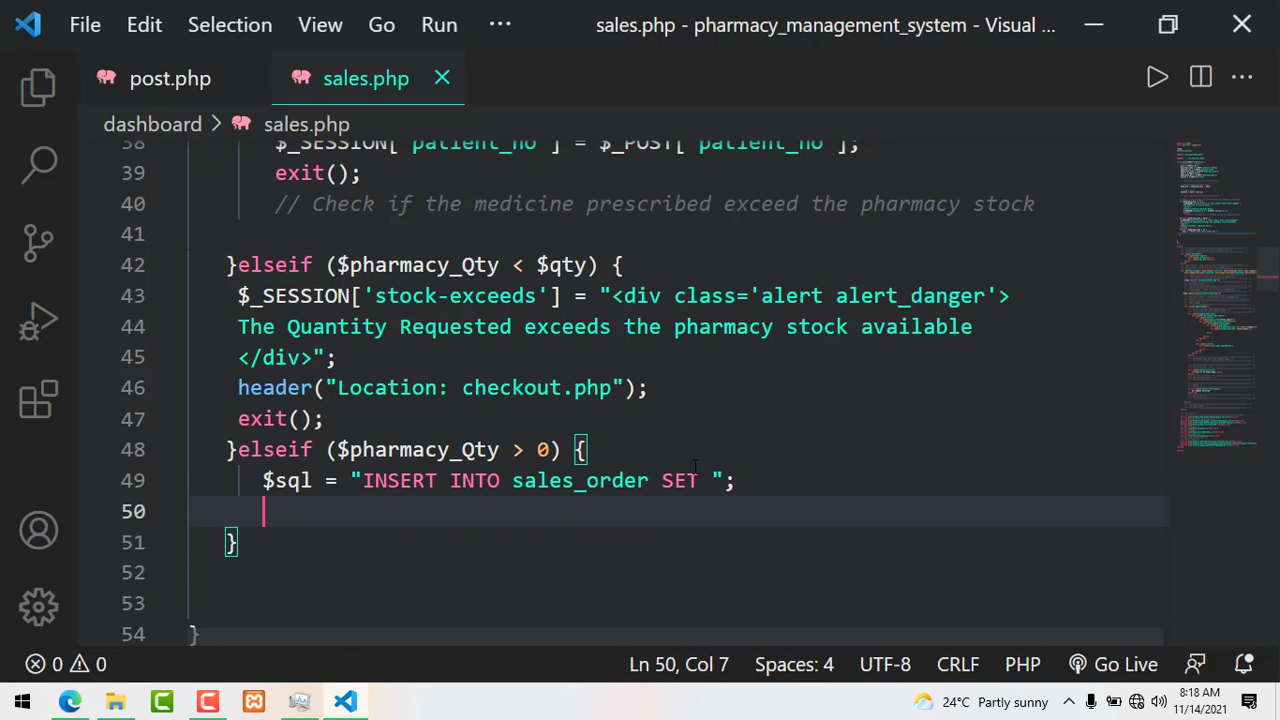 File Edit Selection View Go Run ··· sales.php - pharmacy_management_system - Visual ...
post.php sales.php
dashboard > sales.php
38 $_SESSION['patient_no'] = $_POST['patient_no'];
39 exit();
40 // Check if the medicine prescribed exceed the pharmacy stock
41
42 }elseif ($pharmacy_Qty < $qty) {
43 $_SESSION['stock-exceeds'] = "<div class='alert alert_danger'>
44 The Quantity Requested exceeds the pharmacy stock available
45 </div>";
46 header("Location: checkout.php");
47 exit();
48 }elseif ($pharmacy_Qty > 0) {
49 $sql = "INSERT INTO sales_order SET ";
50
51 }
52
53
54 }
0 0 Ln 50, Col 7 Spaces: 4 UTF-8 CRLF PHP Go Live
24°C Partly sunny 8:18 AM
11/14/2021